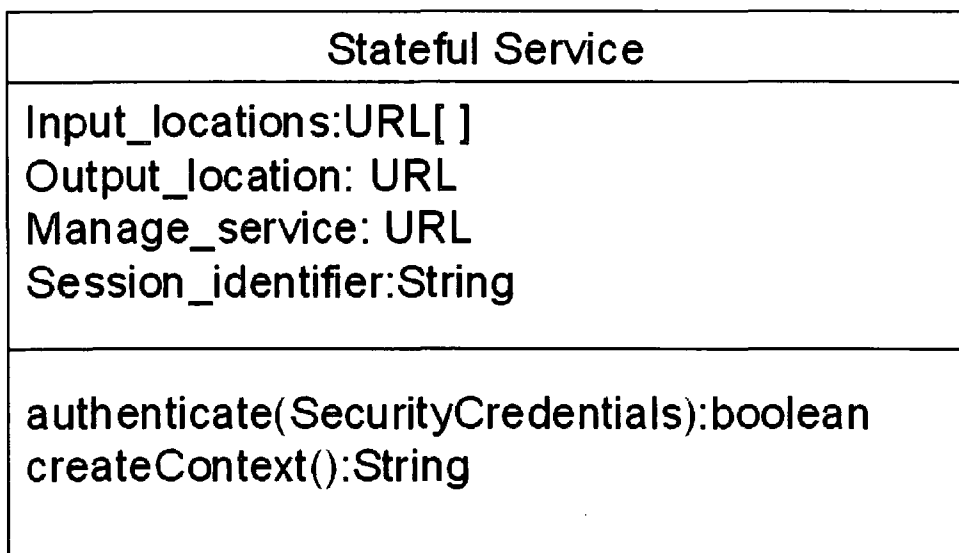 Stateful Service
Input_locations:URL[ ]
Output_location: URL
Manage_service: URL
Session_identifier:String
authenticate(SecurityCredentials):boolean
createContext():String